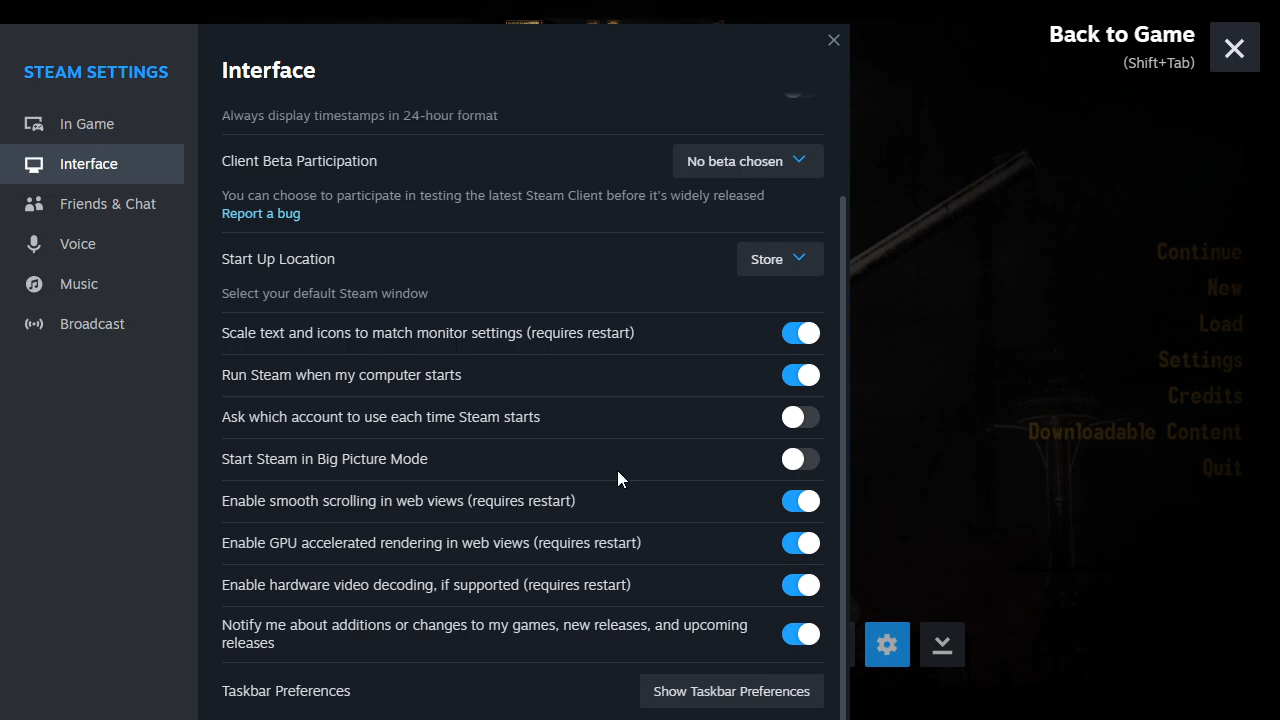 Back to Game
(Shift+Tab)
STEAM SETTINGS
In Game
Interface
Friends & Chat
Voice
Music
Broadcast
Interface
Always display timestamps in 24-hour format
Client Beta Participation
No beta chosen
You can choose to participate in testing the latest Steam Client before it's widely released
Report a bug
Start Up Location
Store
Select your default Steam window
Scale text and icons to match monitor settings (requires restart)
Run Steam when my computer starts
Ask which account to use each time Steam starts
Start Steam in Big Picture Mode
Enable smooth scrolling in web views (requires restart)
Enable GPU accelerated rendering in web views (requires restart)
Enable hardware video decoding, if supported (requires restart)
Notify me about additions or changes to my games, new releases, and upcoming
releases
Taskbar Preferences
Show Taskbar Preferences
Continue
New
Load
Settings
Credits
Downloadable Content
Quit